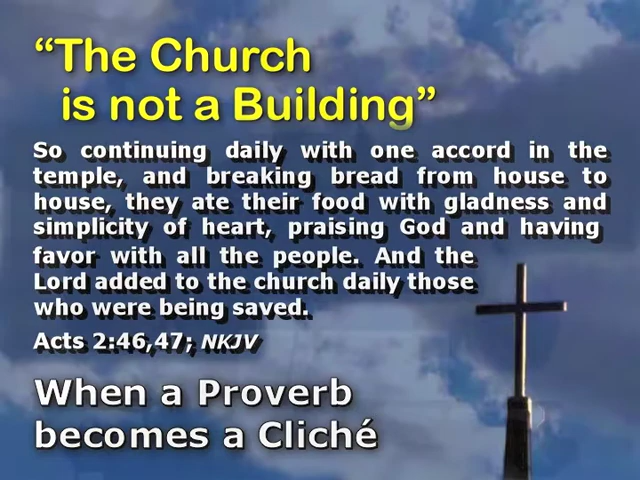 “The Church
is not a Building”
So continuing daily with one accord in the
temple, and breaking bread from house to
house, they ate their food with gladness and
simplicity of heart, praising God and having
favor with all the people. And the
Lord added to the church daily those
who were being saved.
Acts 2:46,47; NKJV
When a Proverb
becomes a Cliché